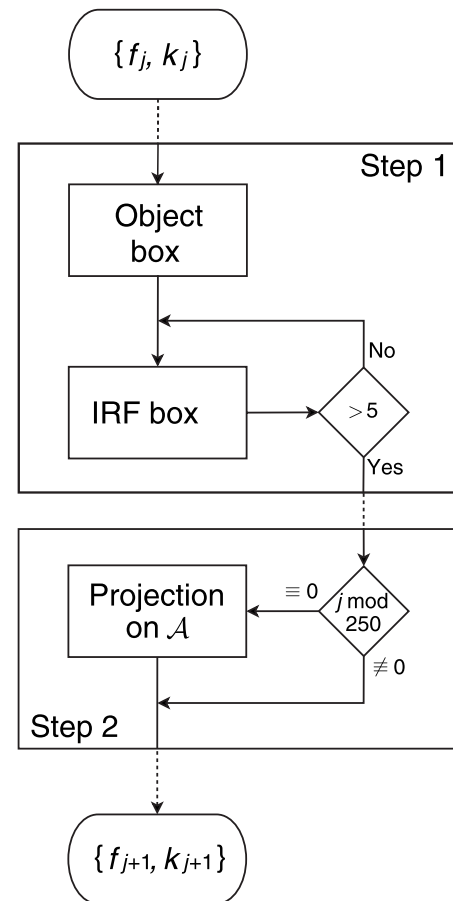 {f_j, k_j}
Step 1
Object
box
No
IRF box
> 5
Yes
≡ 0
j mod
250
Projection
on 𝒜
≢ 0
Step 2
{f_{j+1}, k_{j+1}}